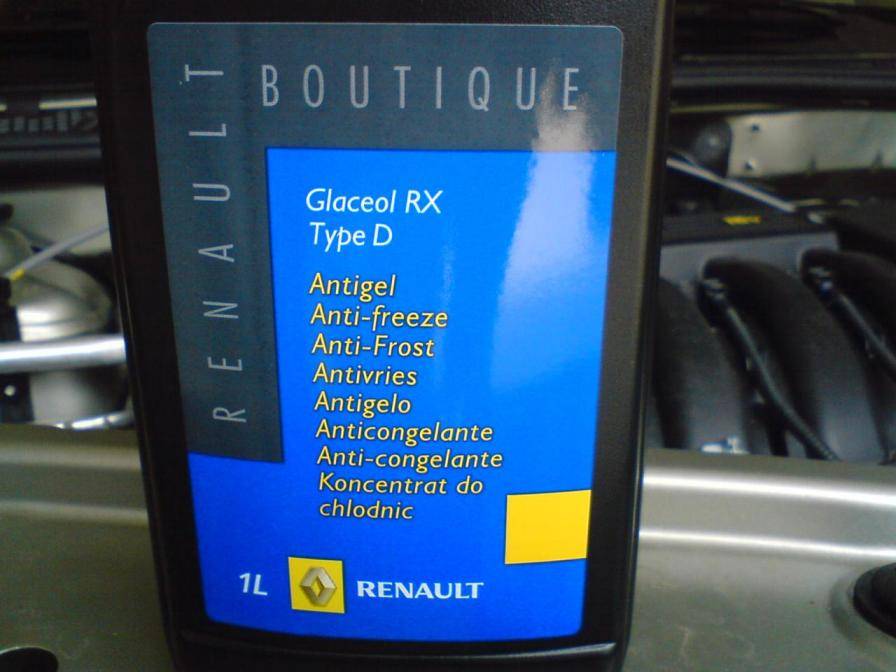 BOUTIQUE
RENAULT
Glaceol RX
Type D
Antigel
Anti-freeze
Anti-Frost
Antivries
Antigelo
Anticongelante
Anti-congelante
Koncentrat do
chlodnic
1L RENAULT